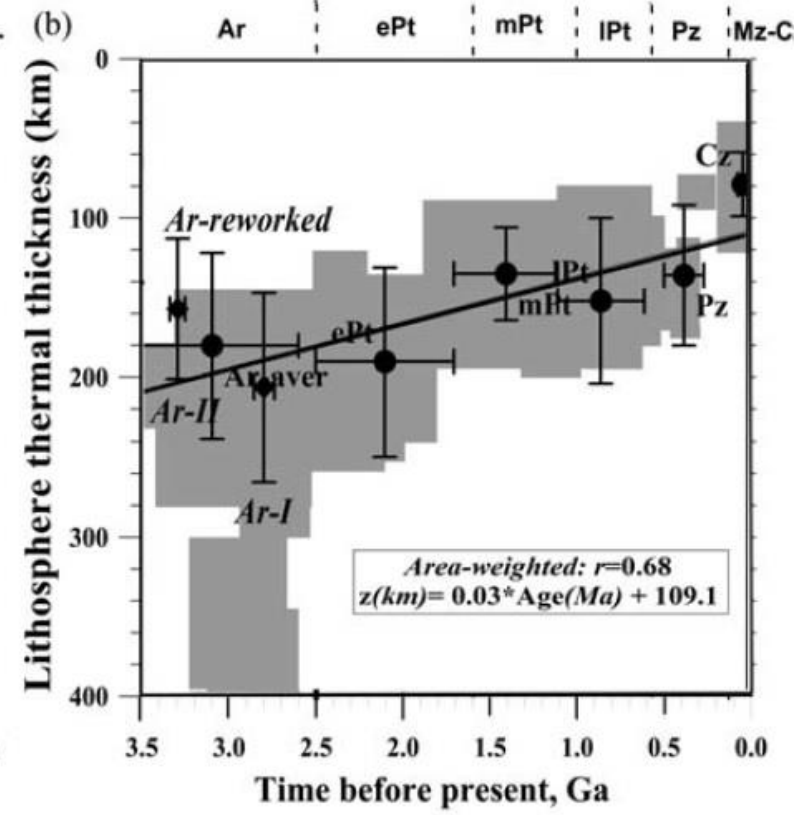 (b)
Ar ePt mPt lPt Pz Mz-C
Lithosphere thermal thickness (km)
0
100
200
300
400
Cz
Ar-reworked
lPt
mPt
Pz
ePt
Ar-aver
Ar-II
Ar-I
Area-weighted: r=0.68
z(km)= 0.03*Age(Ma) + 109.1
3.5 3.0 2.5 2.0 1.5 1.0 0.5 0.0
Time before present, Ga